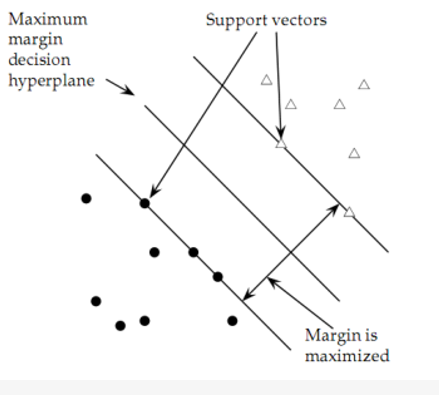 Maximum
margin
decision
hyperplane
Support vectors
Margin is
maximized